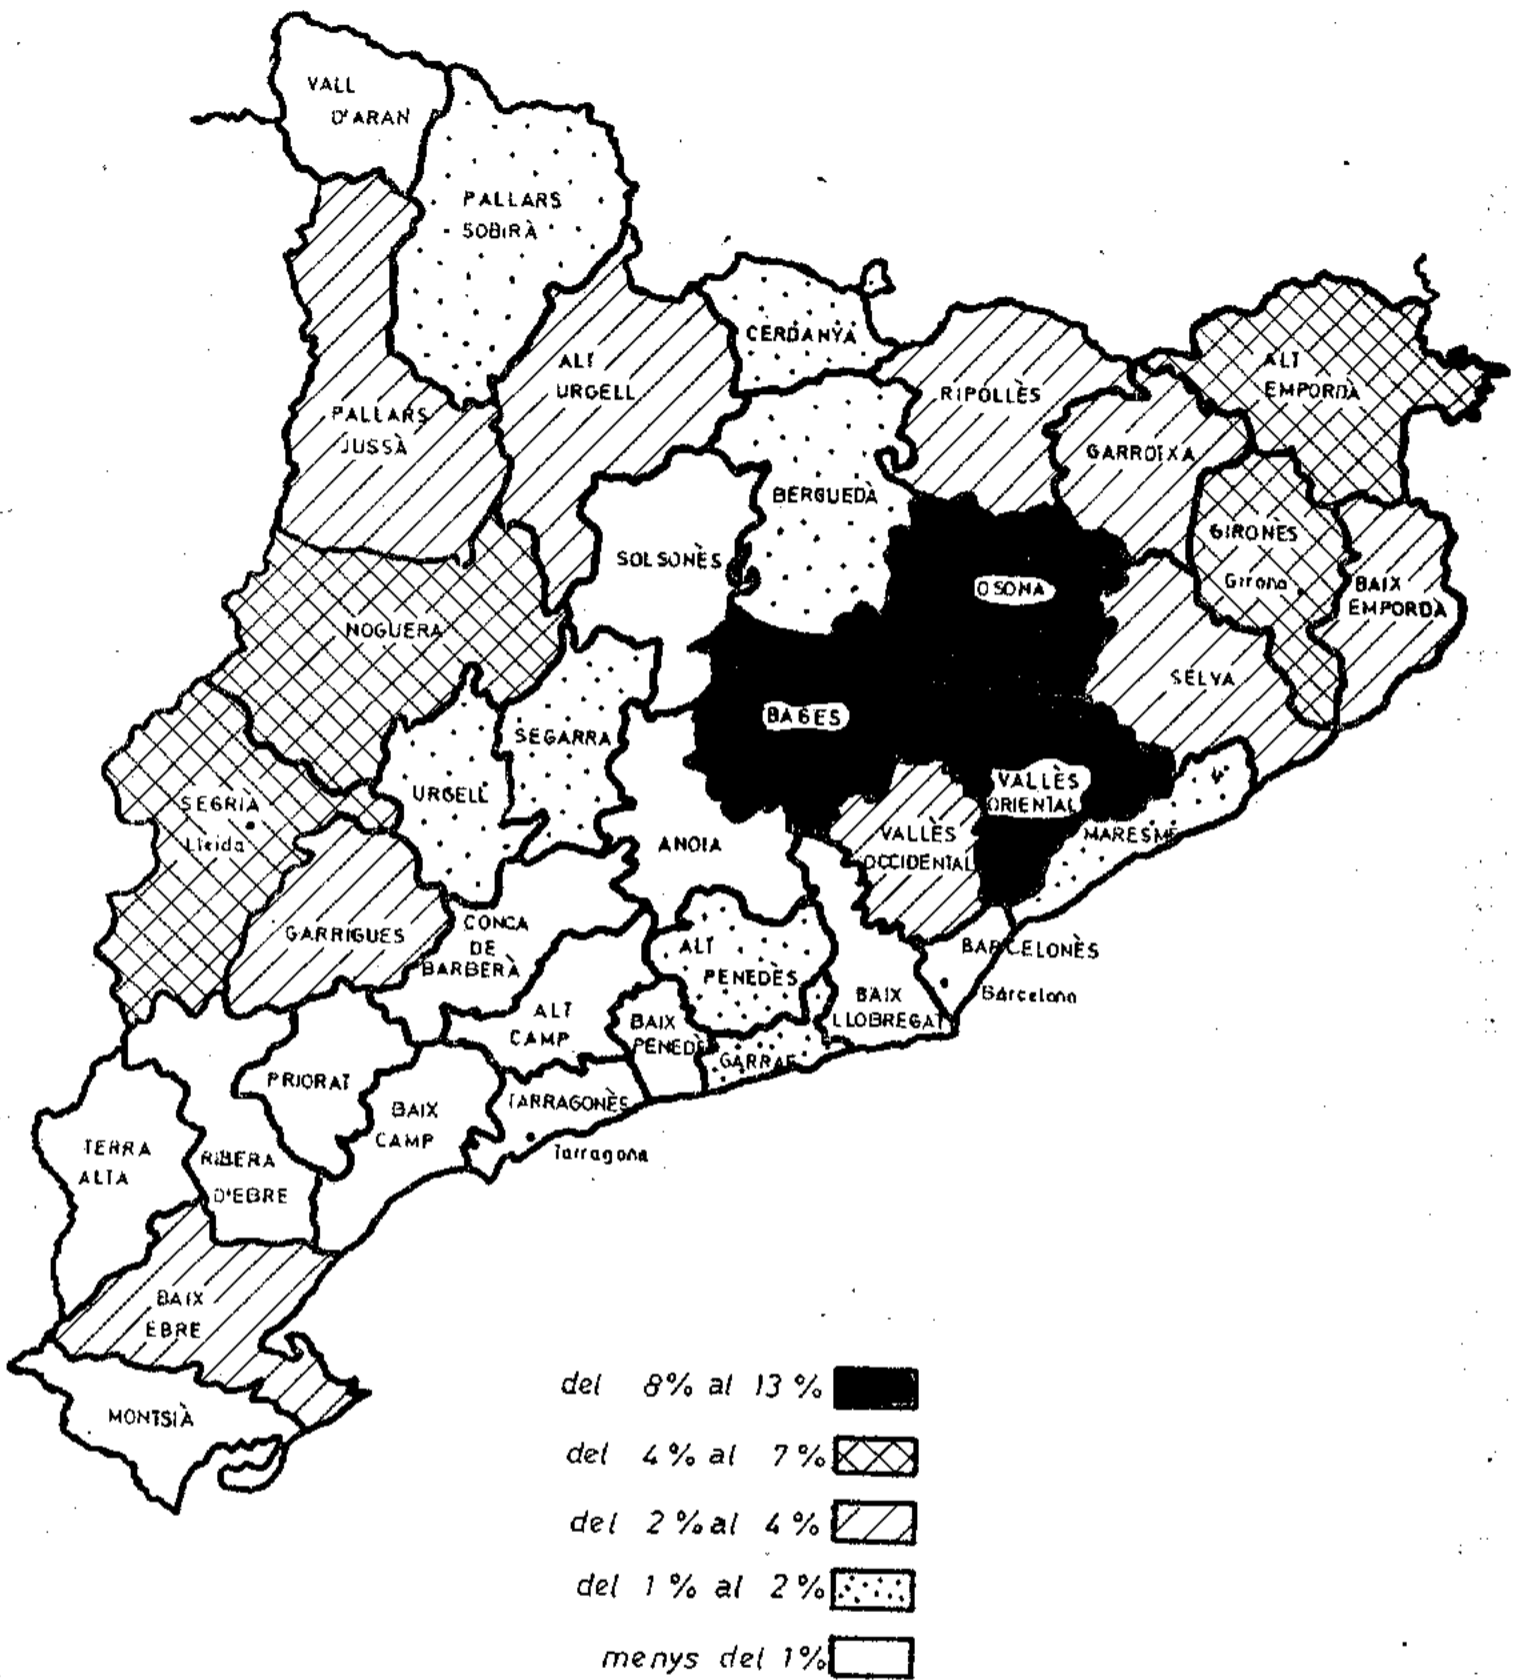 VALL
D'ARAN
PALLARS
SOBIRÀ
CERDANYA
ALT
URGELL
ALT
EMPORDÀ
RIPOLLÈS
PALLARS
JUSSÀ
GARROTXA
BERGUEDÀ
GIRONÈS
Girona
SOLSONÈS
OSONA
BAIX
EMPORDÀ
NOGUERA
SELVA
BAGES
SEGARRA
URGELL
VALLÈS
ORIENTAL
SEGRIÀ
Lleida
ANOIA
VALLÈS
OCCIDENTAL
MARESME
GARRIGUES
CONCA
DE
BARBERÀ
ALT
PENEDÈS
BARCELONÈS
Barcelona
BAIX
LLOBREGAT
ALT
CAMP
BAIX
PENEDÈ
GARRAF
PRIORAT
BAIX
CAMP
TARRAGONÈS
Tarragona
TERRA
ALTA
RIBERA
D'EBRE
BAIX
EBRE
MONTSIÀ
del 8% al 13%
del 4% al 7%
del 2% al 4%
del 1% al 2%
menys del 1%